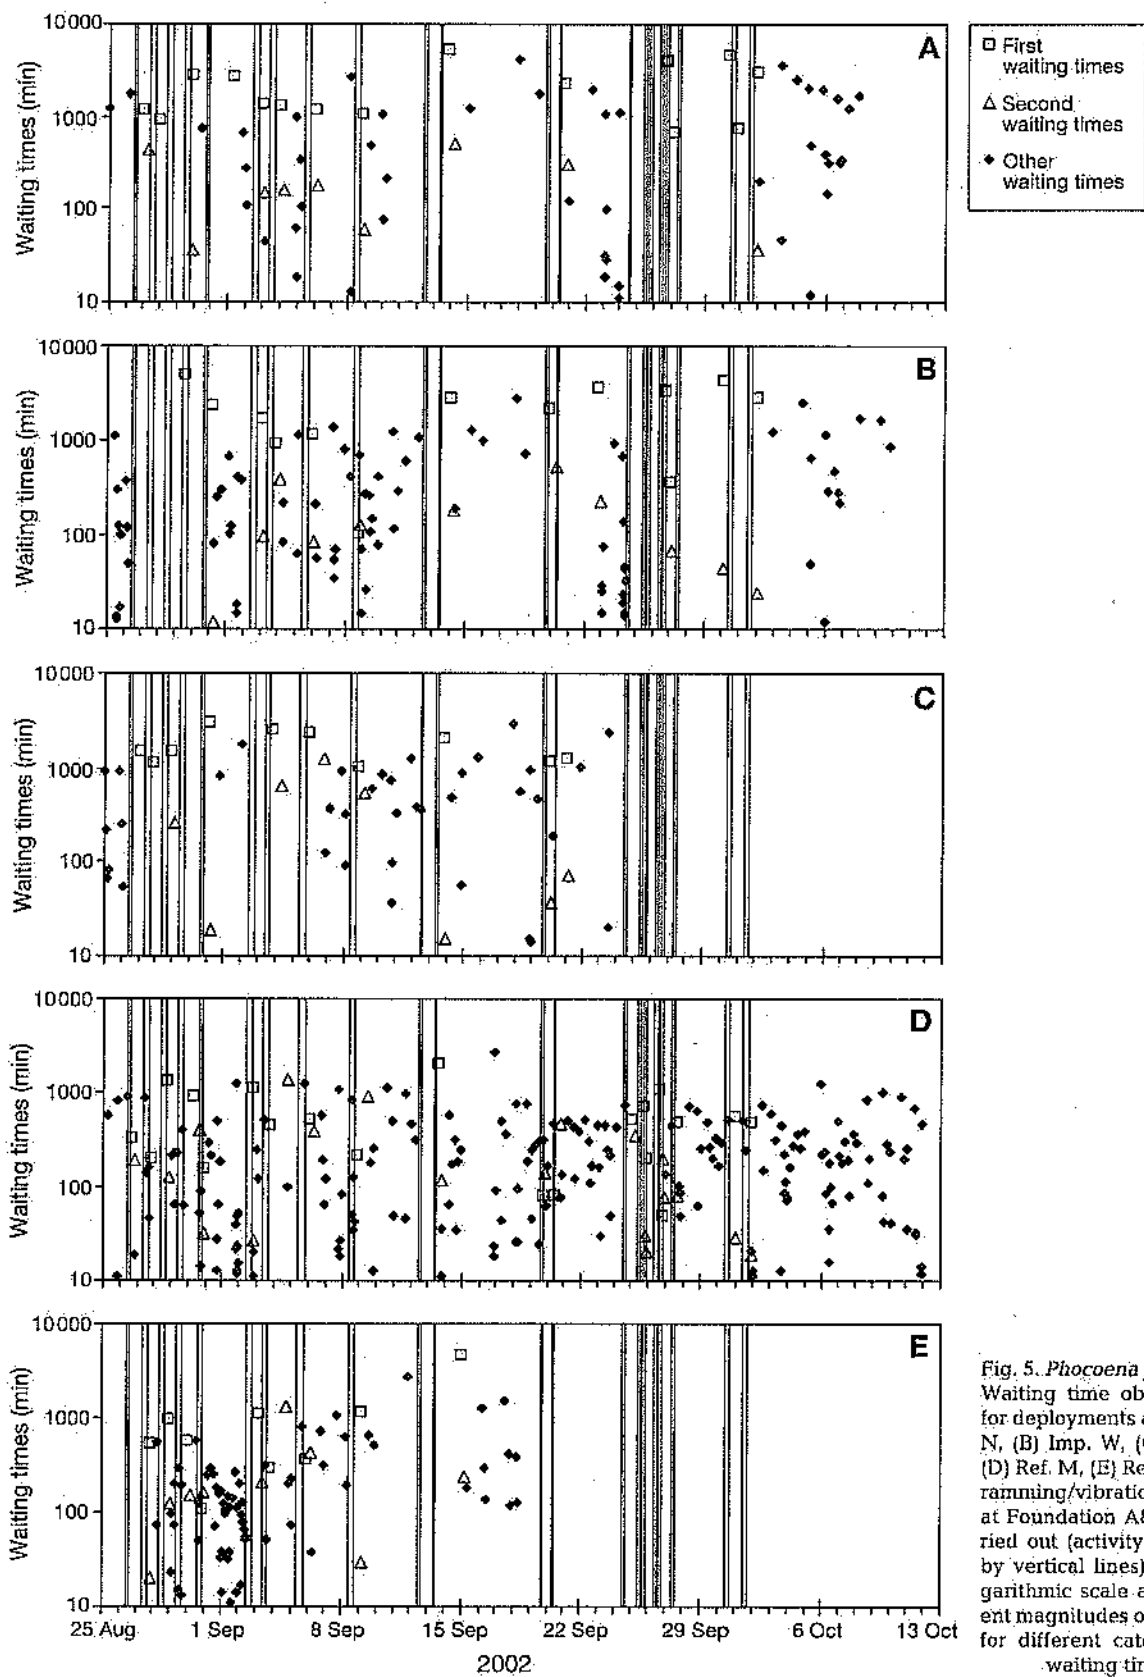 10000
1000
100
10
Waiting times (min)
A
First
waiting times
Second
waiting times
Other
waiting times
10000
1000
100
10
Waiting times (min)
B
10000
1000
100
10
Waiting times (min)
C
10000
1000
100
10
Waiting times (min)
D
10000
1000
100
10
Waiting times (min)
E
25 Aug
1 Sep
8 Sep
15 Sep
22 Sep
29 Sep
6 Oct
13 Oct
2002
Fig. 5. Phocoena
Waiting time ob
for deployments a
N, (B) Imp. W, (
(D) Ref. M, (E) Re
ramming/vibratio
at Foundation A8
ried out (activity
by vertical lines)
garithmic scale a
ent magnitudes o
for different cate
waiting tir